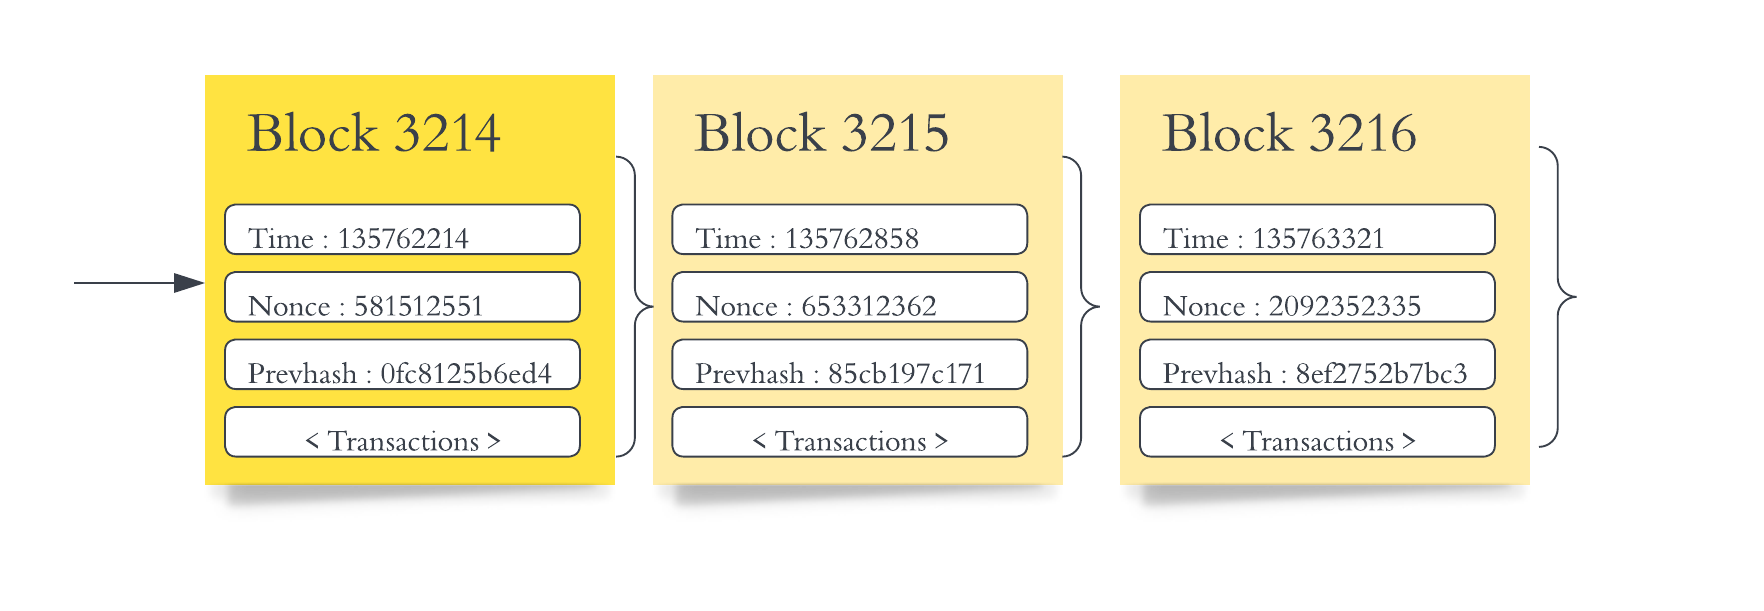 Block 3214
Time : 135762214
Nonce : 581512551
Prevhash : 0fc8125b6ed4
< Transactions >
Block 3215
Time : 135762858
Nonce : 653312362
Prevhash : 85cb197c171
< Transactions >
Block 3216
Time : 135763321
Nonce : 2092352335
Prevhash : 8ef2752b7bc3
< Transactions >